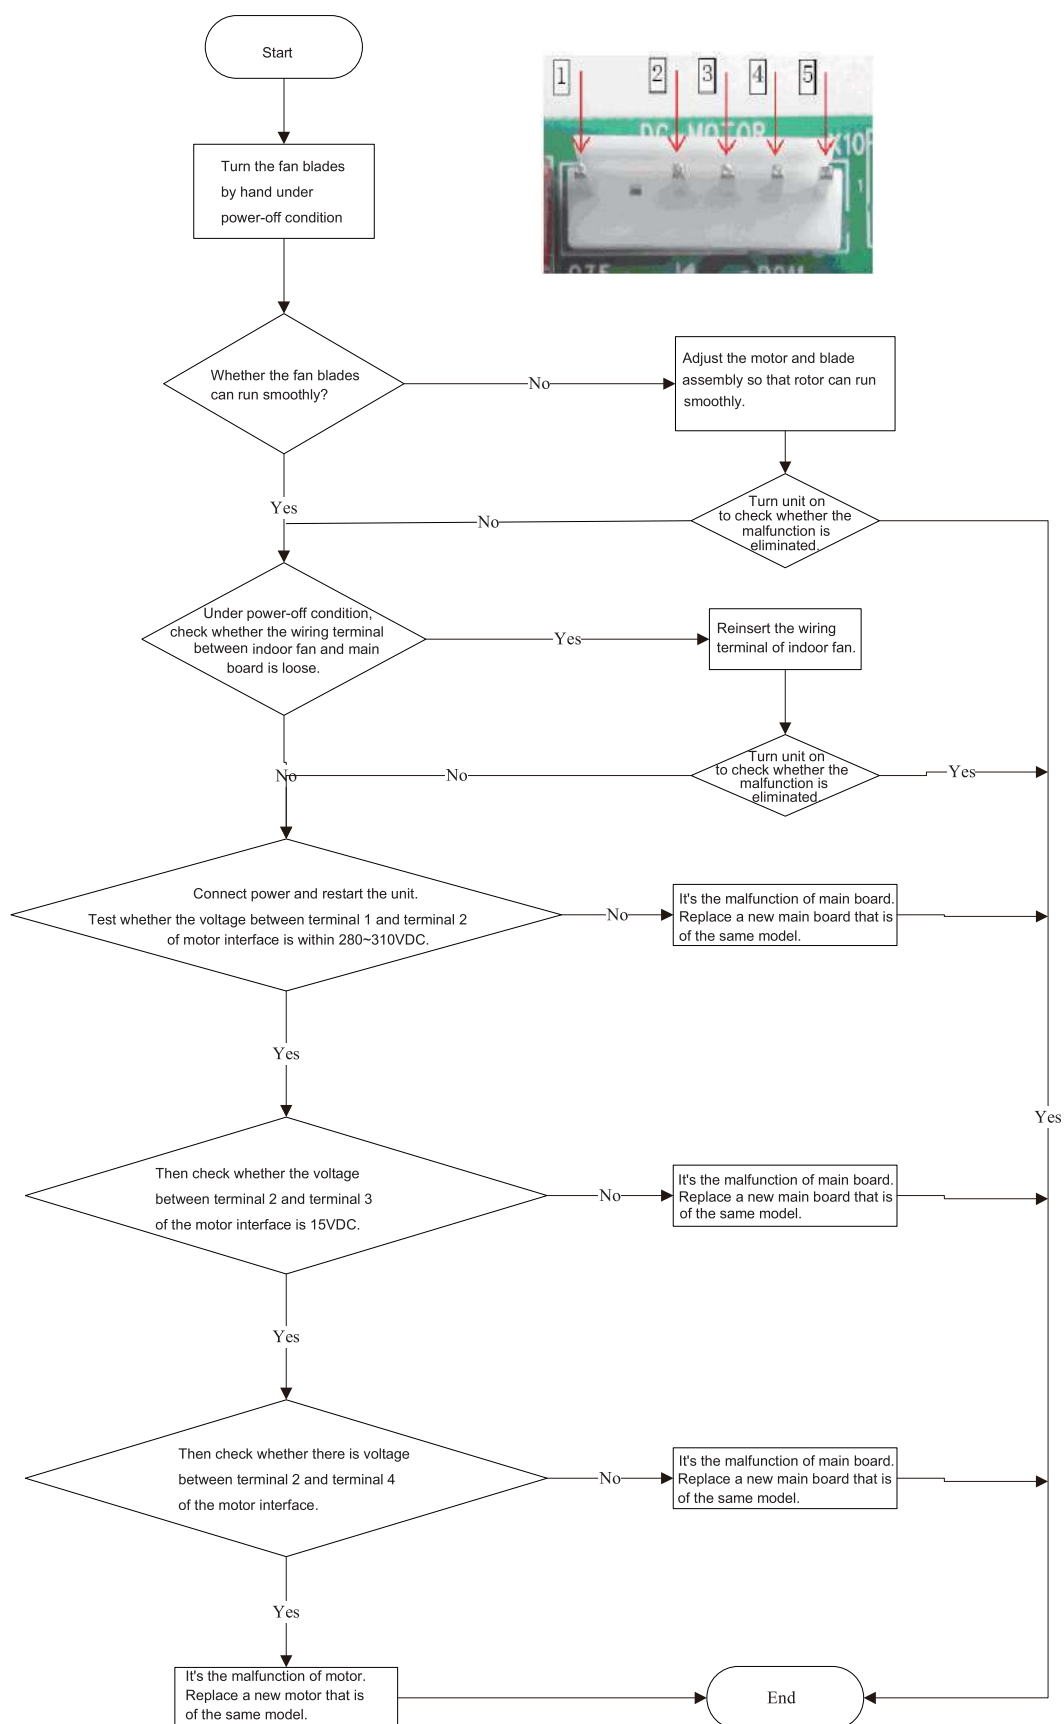 Start
1
2
3
4
5
DC MOTOR
Turn the fan blades
by hand under
power-off condition
Whether the fan blades
can run smoothly?
No
Adjust the motor and blade
assembly so that rotor can run
smoothly.
Yes
No
Turn unit on
to check whether the
malfunction is
eliminated.
Under power-off condition,
check whether the wiring terminal
between indoor fan and main
board is loose.
Yes
Reinsert the wiring
terminal of indoor fan.
No
No
Turn unit on
to check whether the
malfunction is
eliminated.
Yes
Connect power and restart the unit.
Test whether the voltage between terminal 1 and terminal 2
of motor interface is within 280~310VDC.
No
It's the malfunction of main board.
Replace a new main board that is
of the same model.
Yes
Yes
Then check whether the voltage
between terminal 2 and terminal 3
of the motor interface is 15VDC.
No
It's the malfunction of main board.
Replace a new main board that is
of the same model.
Yes
Then check whether there is voltage
between terminal 2 and terminal 4
of the motor interface.
No
It's the malfunction of main board.
Replace a new main board that is
of the same model.
Yes
It's the malfunction of motor.
Replace a new motor that is
of the same model.
End